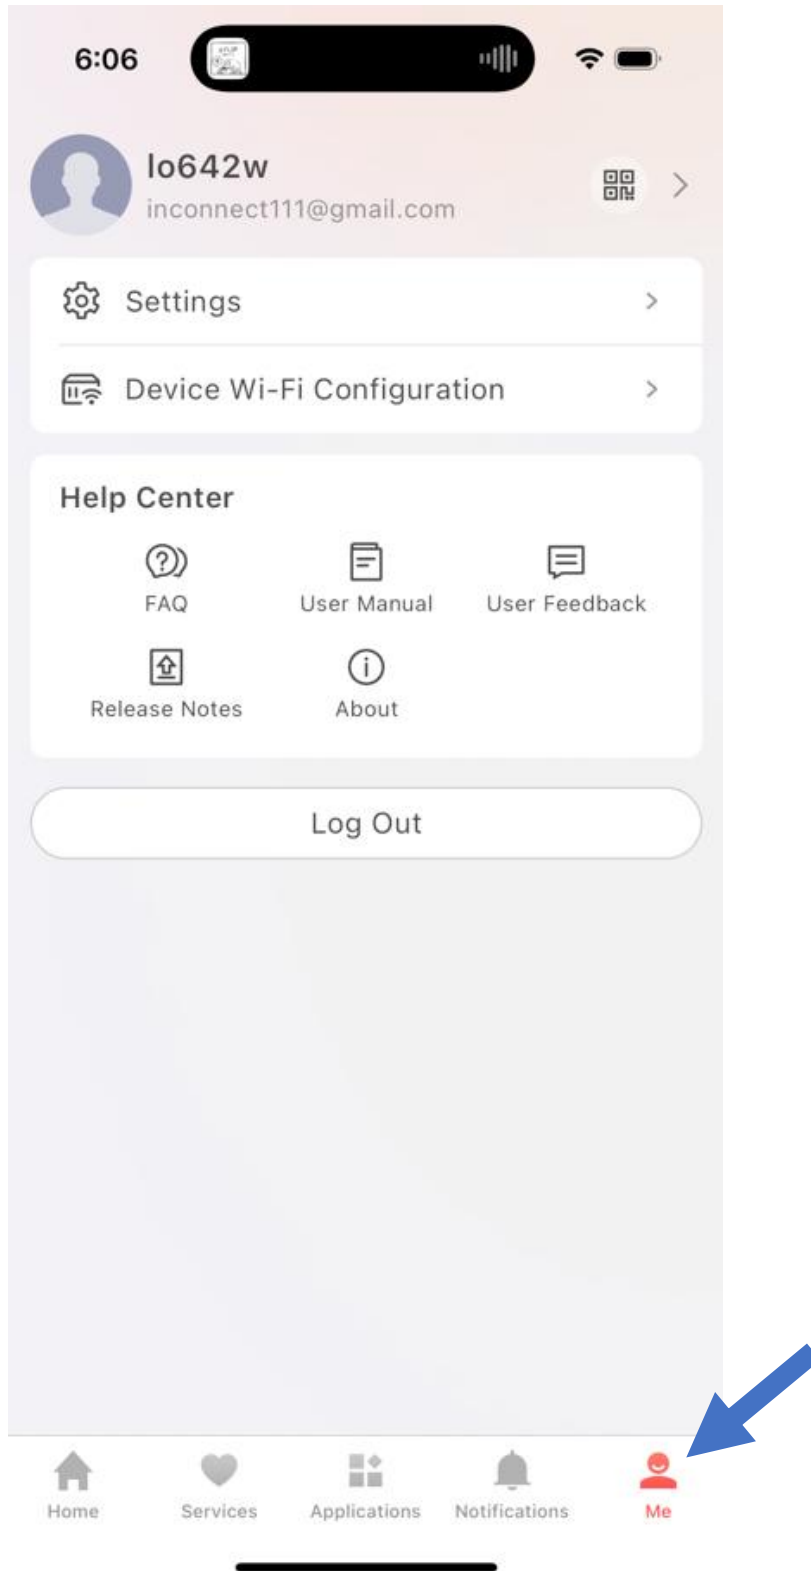 6:06
lo642w
inconnect111@gmail.com
Settings
Device Wi-Fi Configuration
Help Center
FAQ
User Manual
User Feedback
Release Notes
About
Log Out
Home
Services
Applications
Notifications
Me